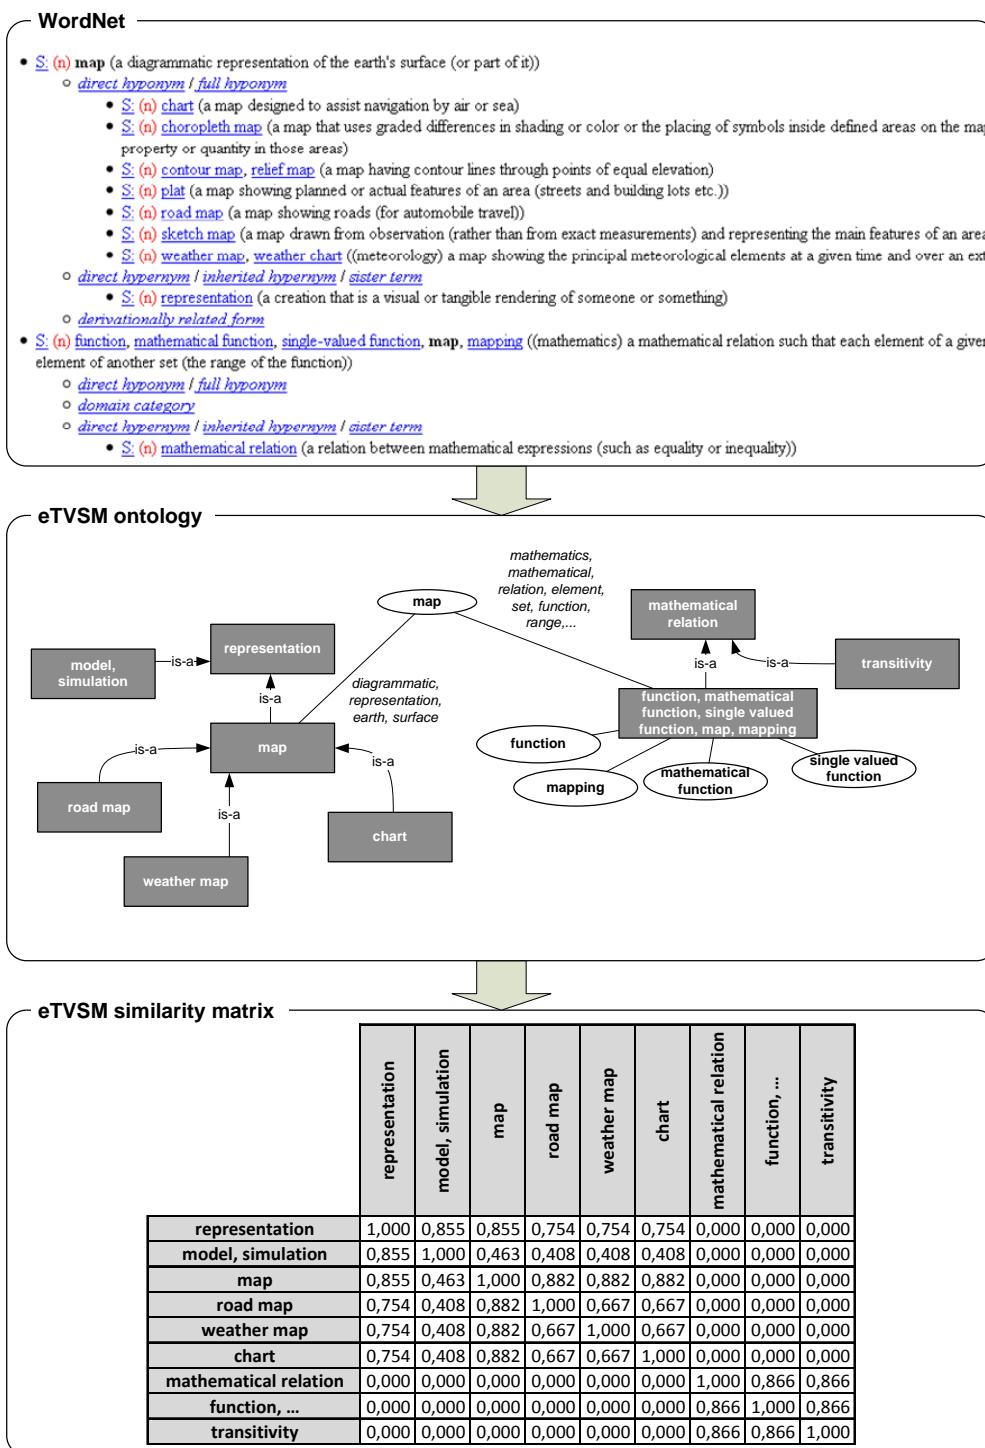 WordNet
S: (n) map (a diagrammatic representation of the earth's surface (or part of it))
direct hyponym / full hyponym
S: (n) chart (a map designed to assist navigation by air or sea)
S: (n) choropleth map (a map that uses graded differences in shading or color or the placing of symbols inside defined areas on the map
property or quantity in those areas)
S: (n) contour map, relief map (a map having contour lines through points of equal elevation)
S: (n) plat (a map showing planned or actual features of an area (streets and building lots etc.))
S: (n) road map (a map showing roads (for automobile travel))
S: (n) sketch map (a map drawn from observation (rather than from exact measurements) and representing the main features of an area
S: (n) weather map, weather chart ((meteorology) a map showing the principal meteorological elements at a given time and over an ext
direct hypernym / inherited hypernym / sister term
S: (n) representation (a creation that is a visual or tangible rendering of someone or something)
derivationally related form
S: (n) function, mathematical function, single-valued function, map, mapping ((mathematics) a mathematical relation such that each element of a given
element of another set (the range of the function))
direct hyponym / full hyponym
domain category
direct hypernym / inherited hypernym / sister term
S: (n) mathematical relation (a relation between mathematical expressions (such as equality or inequality))
eTVSM ontology
mathematics,
mathematical,
relation, element,
set, function,
range,...
map
mathematical
relation
representation
model,
simulation
is-a
is-a
is-a
transitivity
is-a
diagrammatic,
representation,
earth, surface
function, mathematical
function, single valued
function, map, mapping
map
is-a
is-a
function
mapping
mathematical
function
single valued
function
road map
is-a
chart
weather map
eTVSM similarity matrix
representation
model, simulation
map
road map
weather map
chart
mathematical relation
function, ...
transitivity
representation 1,000 0,855 0,855 0,754 0,754 0,754 0,000 0,000 0,000
model, simulation 0,855 1,000 0,463 0,408 0,408 0,408 0,000 0,000 0,000
map 0,855 0,463 1,000 0,882 0,882 0,882 0,000 0,000 0,000
road map 0,754 0,408 0,882 1,000 0,667 0,667 0,000 0,000 0,000
weather map 0,754 0,408 0,882 0,667 1,000 0,667 0,000 0,000 0,000
chart 0,754 0,408 0,882 0,667 0,667 1,000 0,000 0,000 0,000
mathematical relation 0,000 0,000 0,000 0,000 0,000 0,000 1,000 0,866 0,866
function, ... 0,000 0,000 0,000 0,000 0,000 0,000 0,866 1,000 0,866
transitivity 0,000 0,000 0,000 0,000 0,000 0,000 0,866 0,866 1,000